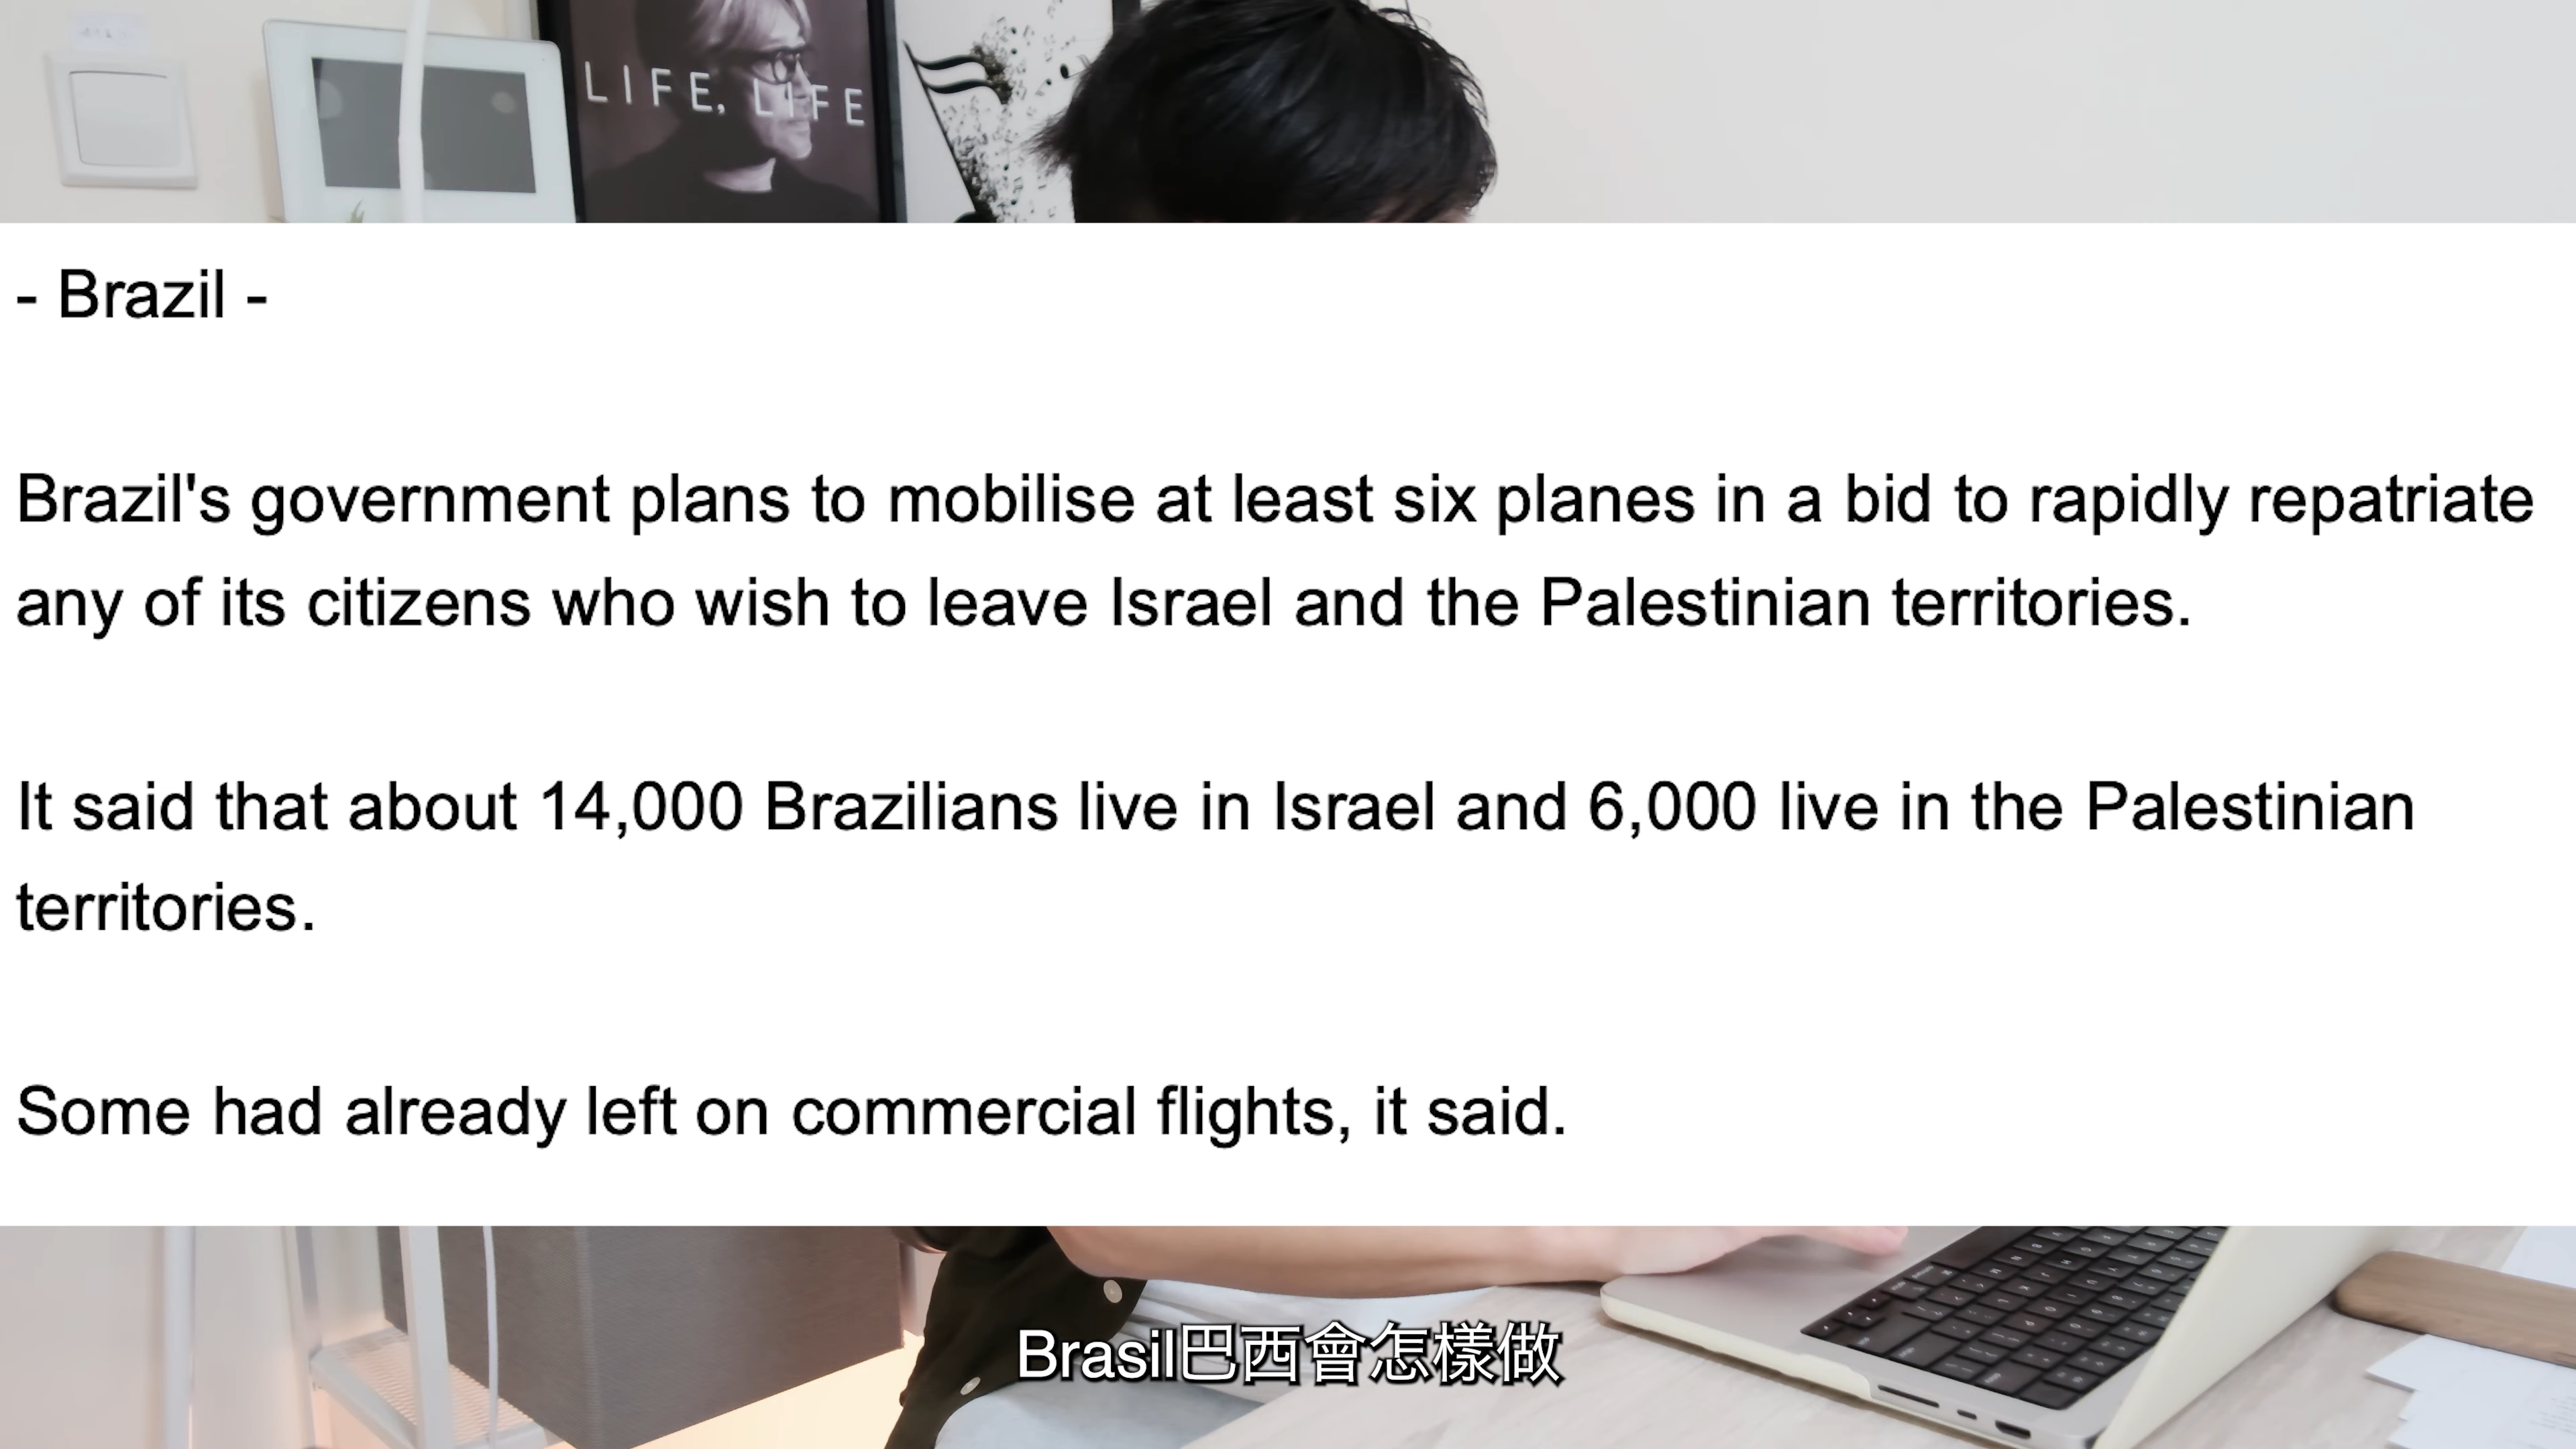 LIFE, LIFE
- Brazil -
Brazil's government plans to mobilise at least six planes in a bid to rapidly repatriate
any of its citizens who wish to leave Israel and the Palestinian territories.
It said that about 14,000 Brazilians live in Israel and 6,000 live in the Palestinian
territories.
Some had already left on commercial flights, it said.
Brasil巴西會怎樣做